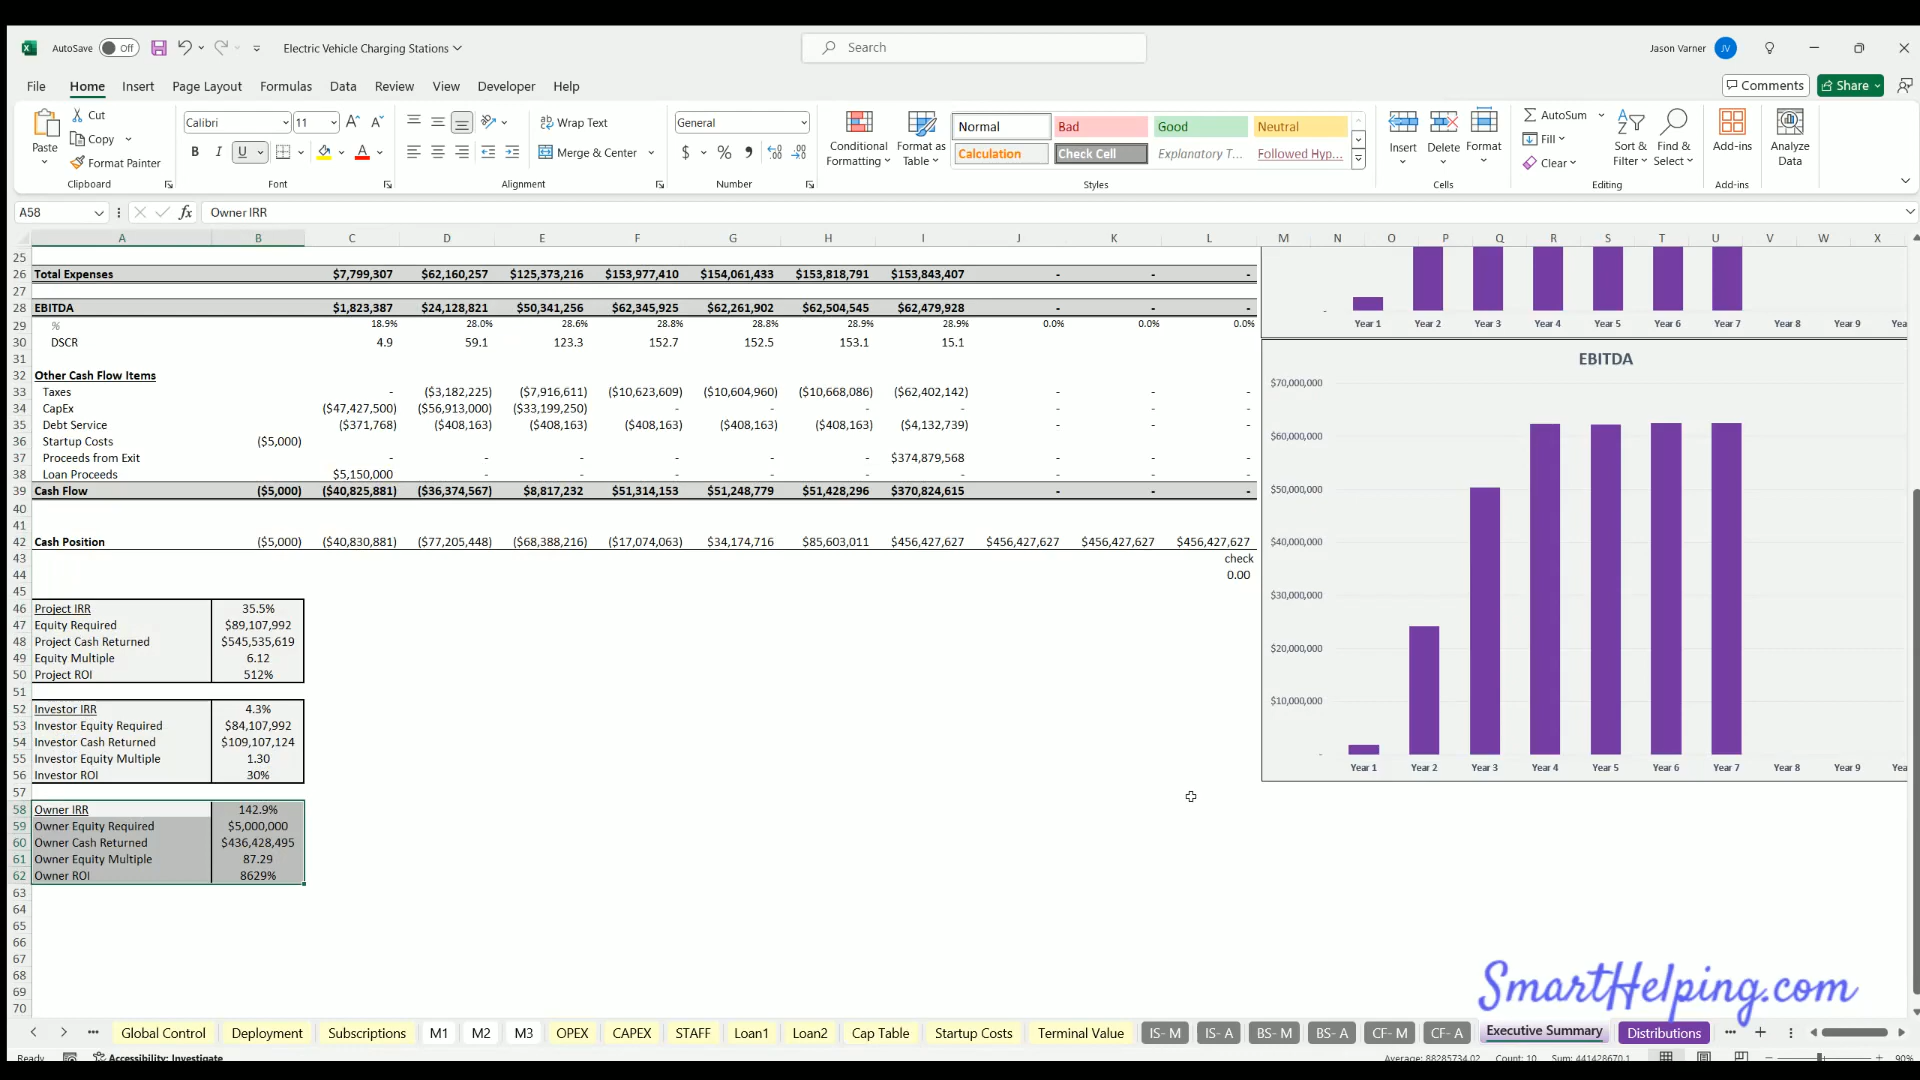 AutoSave Off Electric Vehicle Charging Stations Search Jason Varner JV
File Home Insert Page Layout Formulas Data Review View Developer Help Comments Share
Paste Cut Copy Format Painter Clipboard
Calibri 11 A A B I U A Font
Wrap Text Merge & Center Alignment
General $ % , Number
Conditional Formatting Format as Table
Normal Bad Good Neutral
Calculation Check Cell Explanatory T... Followed Hyp...
Styles
Insert Delete Format Cells
AutoSum Fill Clear Sort & Filter Find & Select Editing
Add-ins Add-ins
Analyze Data
A58 fx Owner IRR
A B C D E F G H I J K L M N O P Q R S T U V W X
25
26 Total Expenses $7,799,307 $62,160,257 $125,373,216 $153,977,410 $154,061,433 $153,818,791 $153,843,407 - - -
27
28 EBITDA $1,823,387 $24,128,821 $50,341,256 $62,345,925 $62,261,902 $62,504,545 $62,479,928 - - -
29 % 18.9% 28.0% 28.6% 28.8% 28.8% 28.9% 28.9% 0.0% 0.0% 0.0%
30 DSCR 4.9 59.1 123.3 152.7 152.5 153.1 15.1
31
32 Other Cash Flow Items
33 Taxes - ($3,182,225) ($7,916,611) ($10,623,609) ($10,604,960) ($10,668,086) ($62,402,142) - - -
34 CapEx ($47,427,500) ($56,913,000) ($33,199,250) - - - - - - -
35 Debt Service ($371,768) ($408,163) ($408,163) ($408,163) ($408,163) ($408,163) ($4,132,739) - - -
36 Startup Costs ($5,000)
37 Proceeds from Exit - - - - - - $374,879,568 - - -
38 Loan Proceeds $5,150,000 - - - - - - - - -
39 Cash Flow ($5,000) ($40,825,881) ($36,374,567) $8,817,232 $51,314,153 $51,248,779 $51,428,296 $370,824,615 - - -
40
41
42 Cash Position ($5,000) ($40,830,881) ($77,205,448) ($68,388,216) ($17,074,063) $34,174,716 $85,603,011 $456,427,627 $456,427,627 $456,427,627 $456,427,627
43 check
44 0.00
45
46 Project IRR 35.5%
47 Equity Required $89,107,992
48 Project Cash Returned $545,535,619
49 Equity Multiple 6.12
50 Project ROI 512%
51
52 Investor IRR 4.3%
53 Investor Equity Required $84,107,992
54 Investor Cash Returned $109,107,124
55 Investor Equity Multiple 1.30
56 Investor ROI 30%
57
58 Owner IRR 142.9%
59 Owner Equity Required $5,000,000
60 Owner Cash Returned $436,428,495
61 Owner Equity Multiple 87.29
62 Owner ROI 8629%
63
64
65
66
67
68
69
70
- Year 1 Year 2 Year 3 Year 4 Year 5 Year 6 Year 7 Year 8 Year 9 Yea
EBITDA
$70,000,000
$60,000,000
$50,000,000
$40,000,000
$30,000,000
$20,000,000
$10,000,000
-
Year 1 Year 2 Year 3 Year 4 Year 5 Year 6 Year 7 Year 8 Year 9 Yea
SmartHelping.com
Global Control Deployment Subscriptions M1 M2 M3 OPEX CAPEX STAFF Loan1 Loan2 Cap Table Startup Costs Terminal Value IS- M IS- A BS- M BS- A CF- M CF- A Executive Summary Distributions
Ready Accessibility: Investigate Average: 88285734.02 Count: 10 Sum: 441428670.1 90%